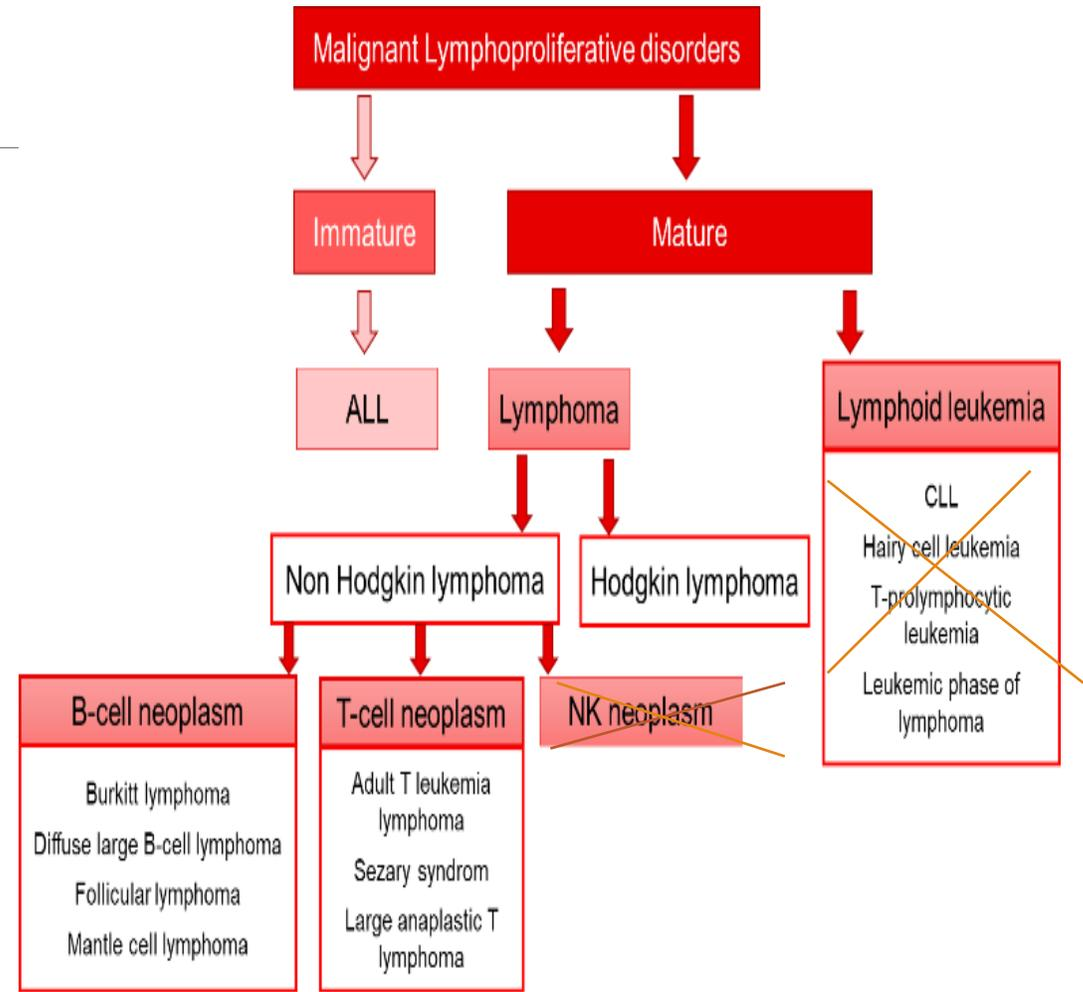 Malignant Lymphoproliferative disorders
Immature
Mature
ALL
Lymphoma
Lymphoid leukemia
CLL
Hairy cell leukemia
T-prolymphocytic
leukemia
Leukemic phase of
lymphoma
Non Hodgkin lymphoma
Hodgkin lymphoma
B-cell neoplasm
Burkitt lymphoma
Diffuse large B-cell lymphoma
Follicular lymphoma
Mantle cell lymphoma
T-cell neoplasm
Adult T leukemia
lymphoma
Sezary syndrom
Large anaplastic T
lymphoma
NK neoplasm